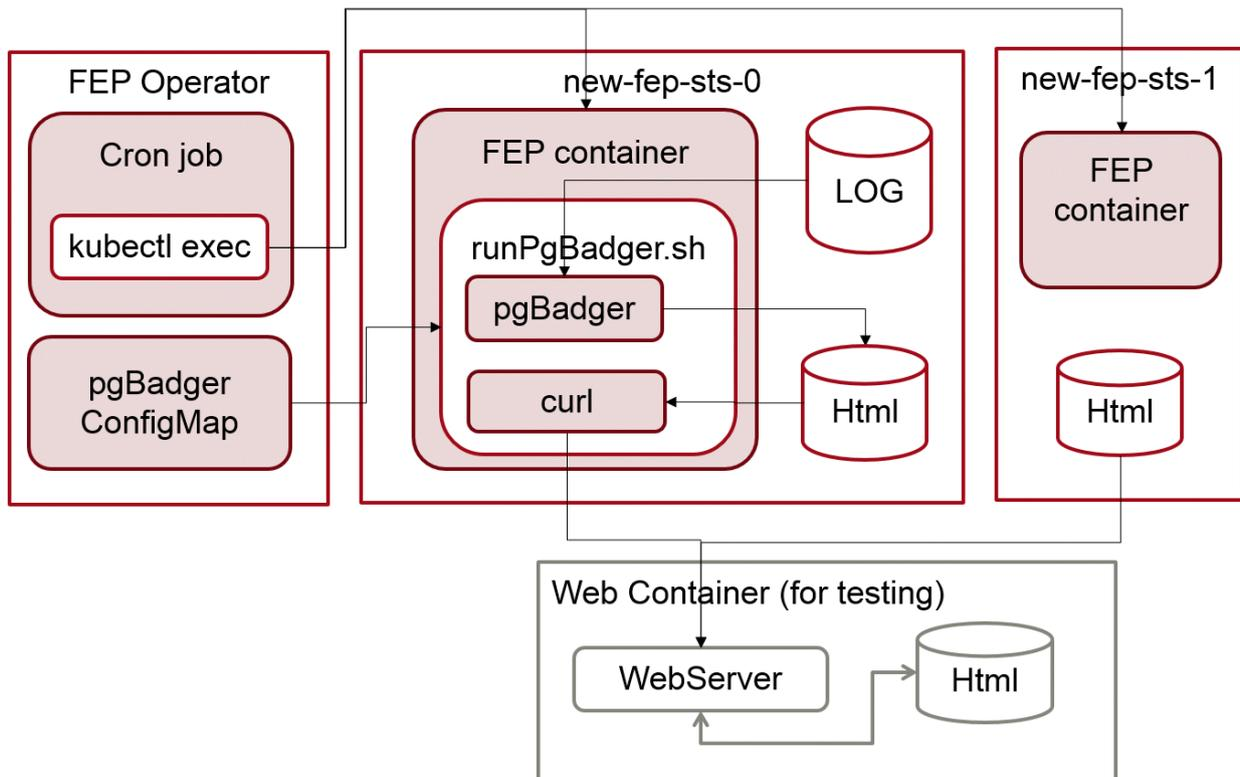 FEP Operator
Cron job
kubectl exec
pgBadger
ConfigMap
new-fep-sts-0
FEP container
runPgBadger.sh
pgBadger
curl
LOG
Html
new-fep-sts-1
FEP
container
Html
Web Container (for testing)
WebServer
Html